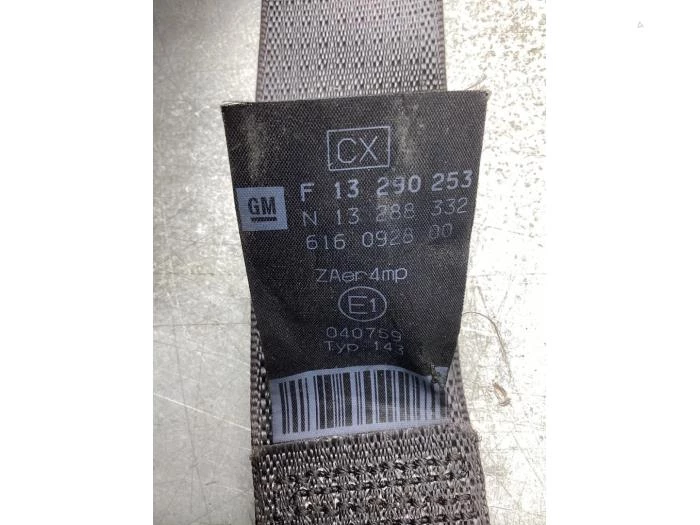 CX
F 13 290 253
GM
N 13 288 332
616 0928 00
ZAer4mp
E1
040759
Typ 143